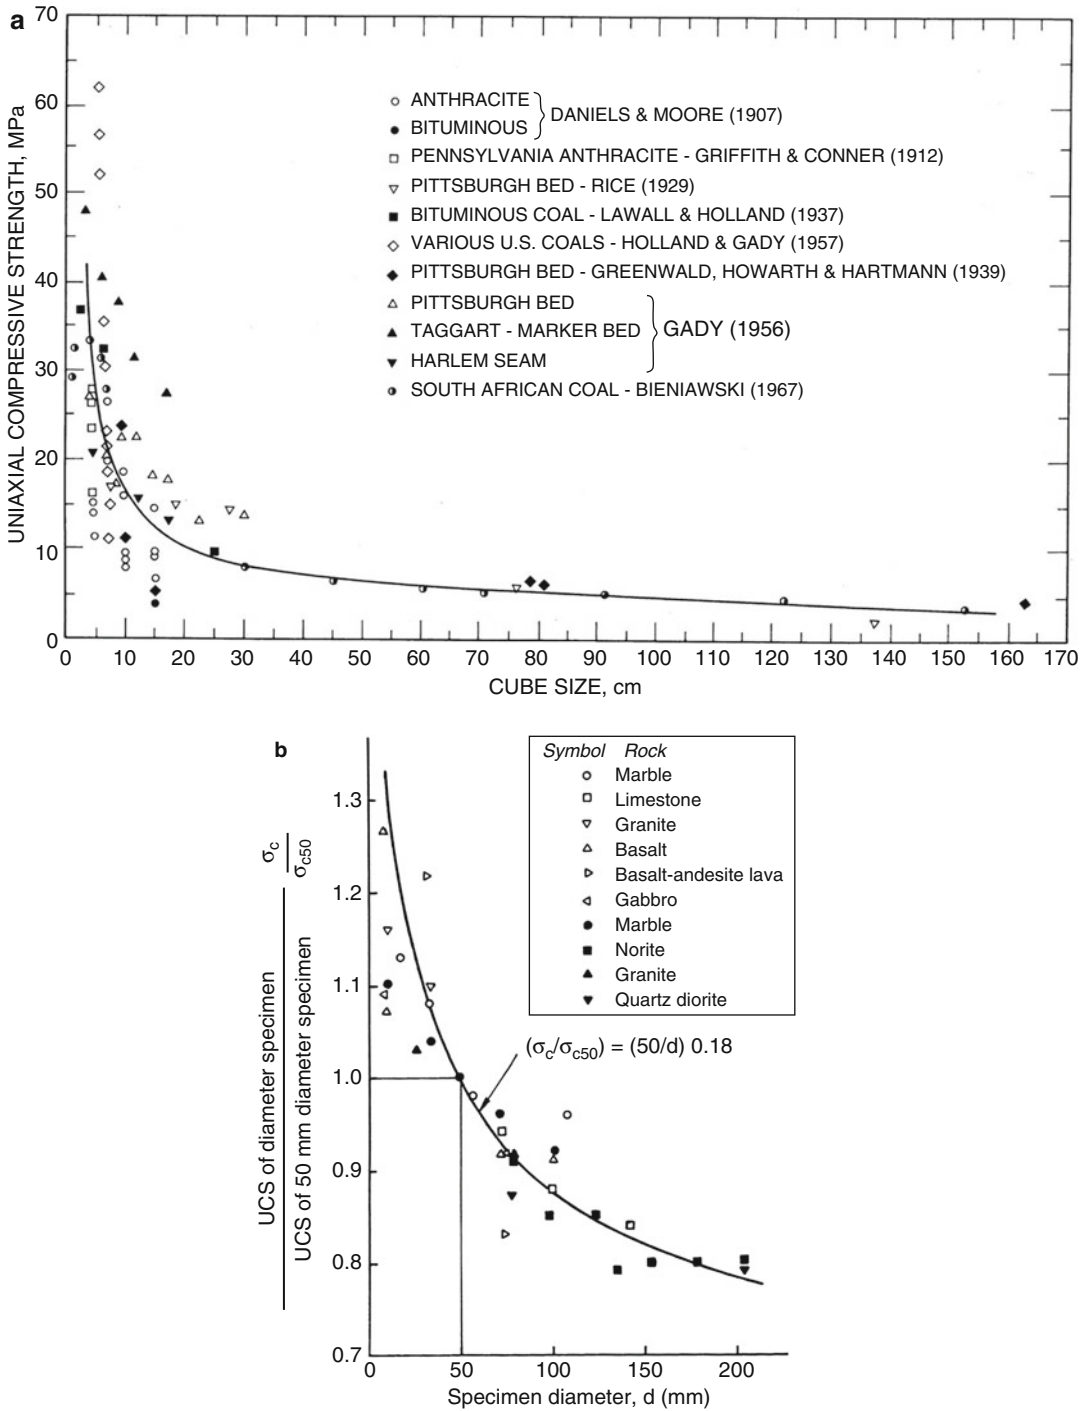 a
70
60
50
40
30
20
10
0
UNIAXIAL COMPRESSIVE STRENGTH, MPa
ANTHRACITE
BITUMINOUS
DANIELS & MOORE (1907)
PENNSYLVANIA ANTHRACITE - GRIFFITH & CONNER (1912)
PITTSBURGH BED - RICE (1929)
BITUMINOUS COAL - LAWALL & HOLLAND (1937)
VARIOUS U.S. COALS - HOLLAND & GADY (1957)
PITTSBURGH BED - GREENWALD, HOWARTH & HARTMANN (1939)
PITTSBURGH BED
TAGGART - MARKER BED
HARLEM SEAM
GADY (1956)
SOUTH AFRICAN COAL - BIENIAWSKI (1967)
0 10 20 30 40 50 60 70 80 90 100 110 120 130 140 150 160 170
CUBE SIZE, cm
b
Symbol Rock
Marble
Limestone
Granite
Basalt
Basalt-andesite lava
Gabbro
Marble
Norite
Granite
Quartz diorite
1.3
1.2
1.1
1.0
0.9
0.8
0.7
UCS of diameter specimen
UCS of 50 mm diameter specimen
σc
σc50
(σc/σc50) = (50/d) 0.18
0 50 100 150 200
Specimen diameter, d (mm)